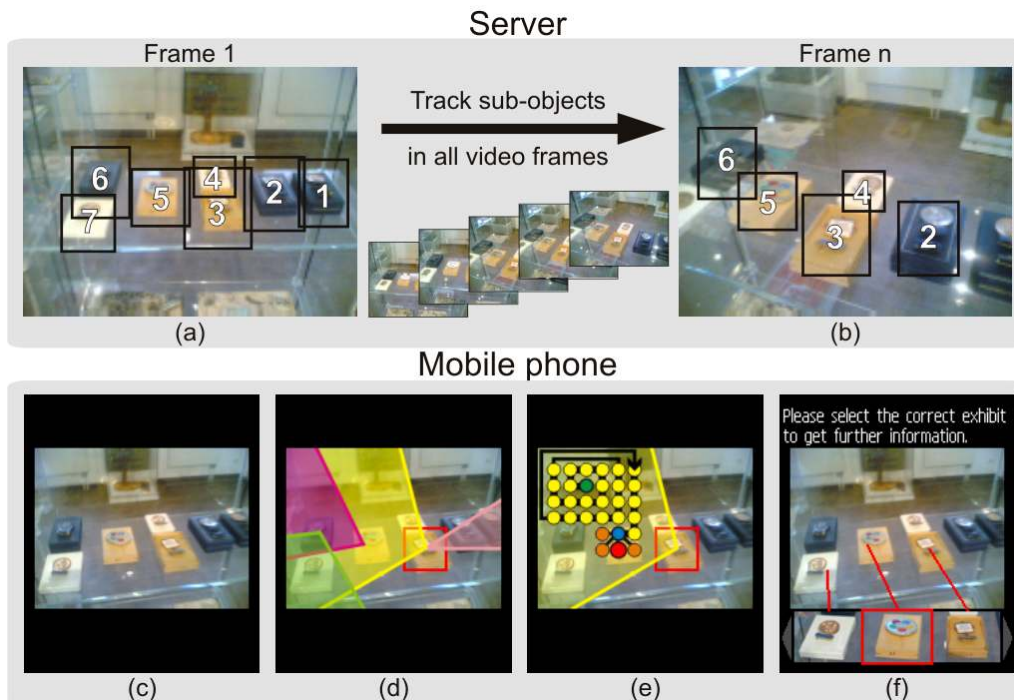 Server
Frame 1
Frame n
Track sub-objects
in all video frames
6
5
4
2
1
7
3
6
5
4
3
2
(a)
(b)
Mobile phone
Please select the correct exhibit
to get further information.
(c)
(d)
(e)
(f)